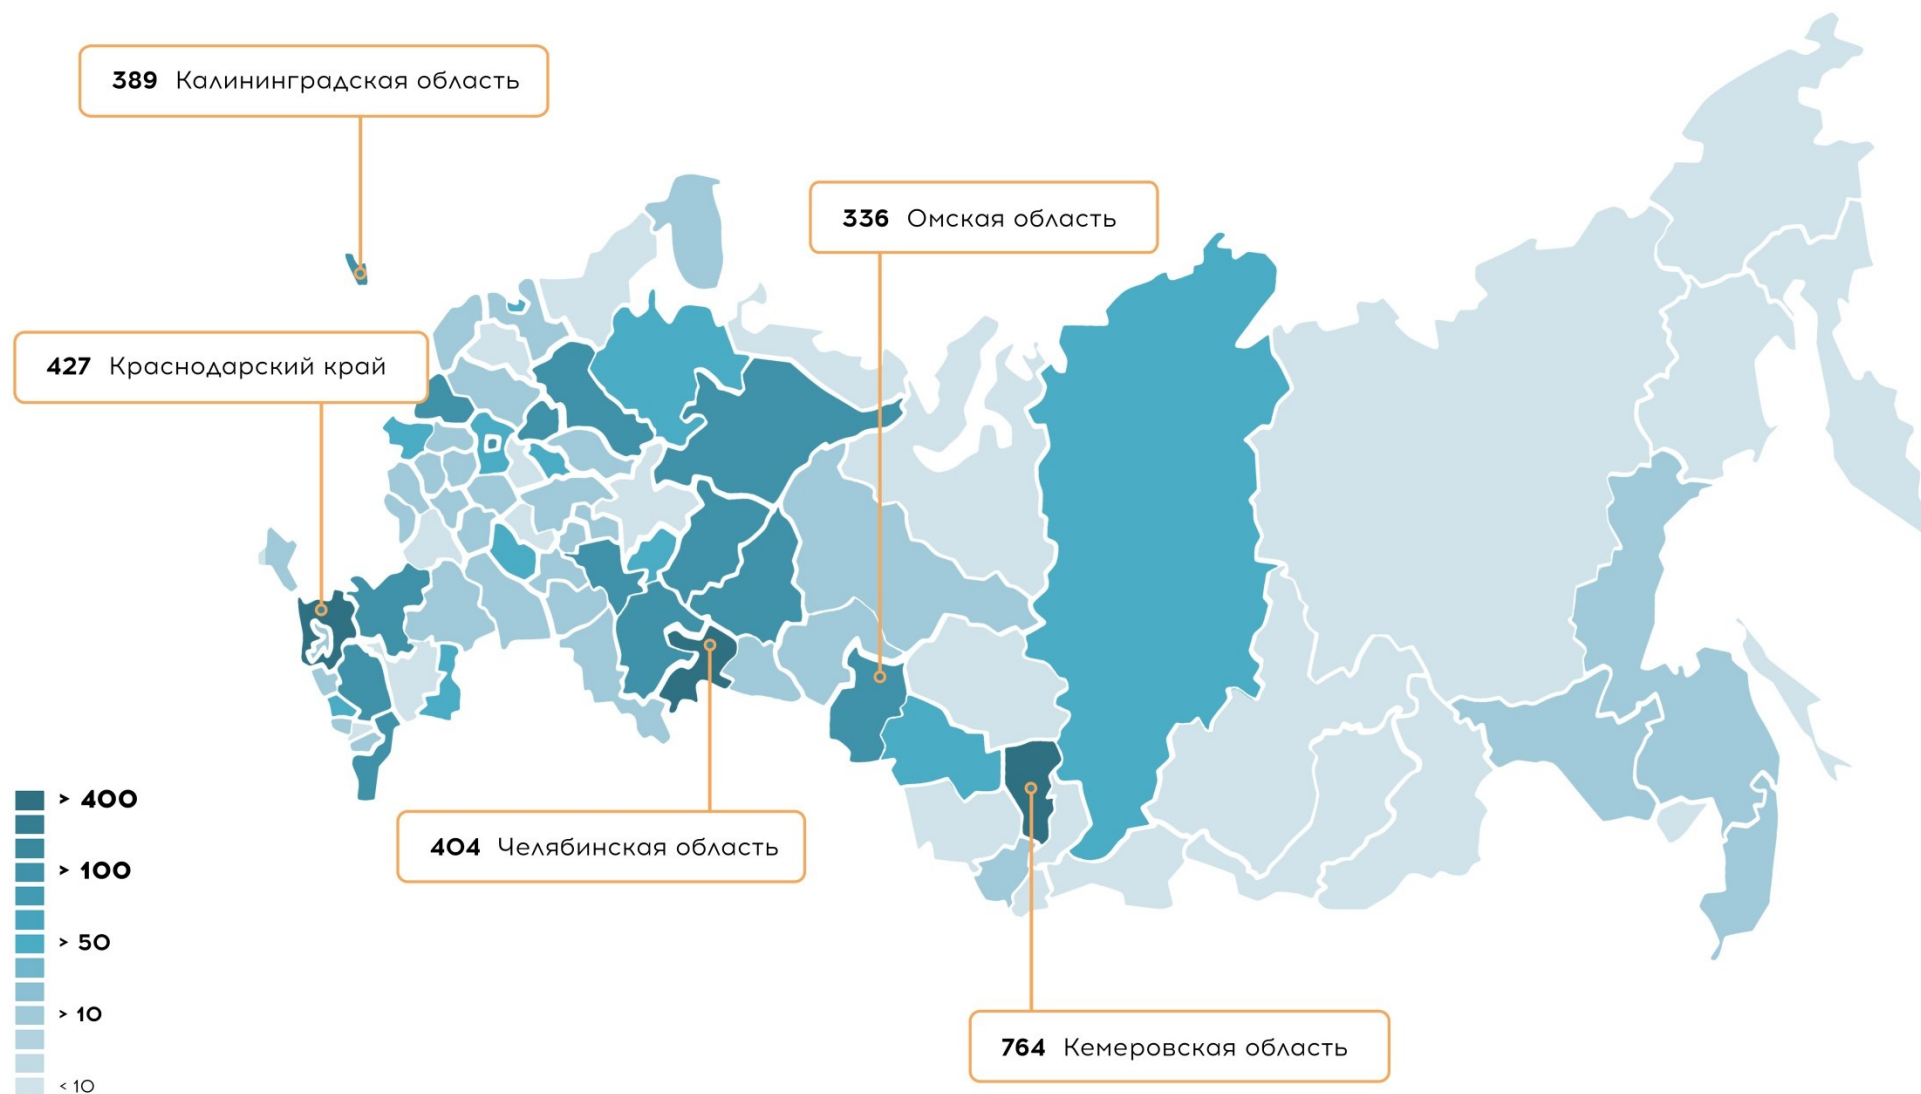 389 Калининградская область
336 Омская область
427 Краснодарский край
> 400
> 100
> 50
> 10
< 10
404 Челябинская область
764 Кемеровская область